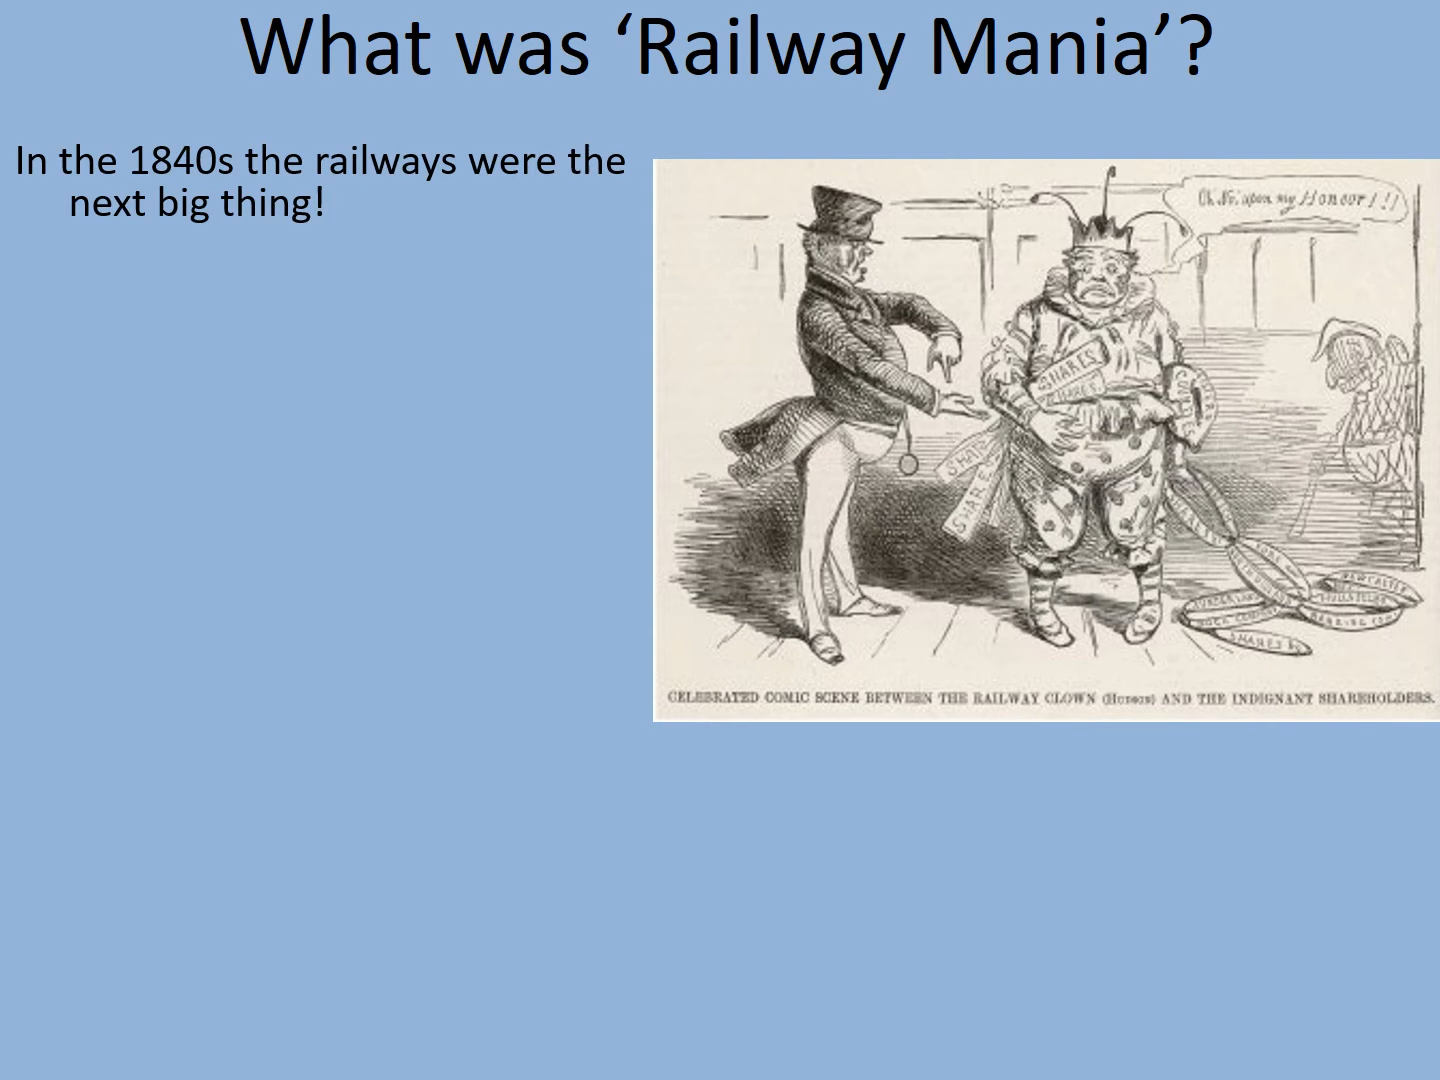 What was ‘Railway Mania’?
In the 1840s the railways were the
next big thing!
Oh No! upon my Honour!!!
SHARES
SHARES
SHARES
CELEBRATED COMIC SCENE BETWEEN THE RAILWAY CLOWN (Hudson) AND THE INDIGNANT SHAREHOLDERS.